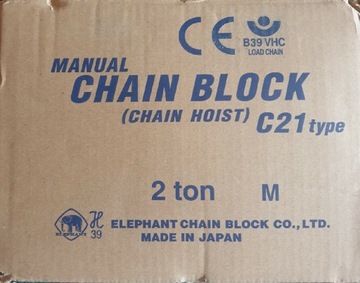 CE
B39 VHC
LOAD CHAIN
MANUAL
CHAIN BLOCK
(CHAIN HOIST) C21 type
2 ton M
ELEPHANT H 39 ELEPHANT CHAIN BLOCK CO., LTD.
MADE IN JAPAN